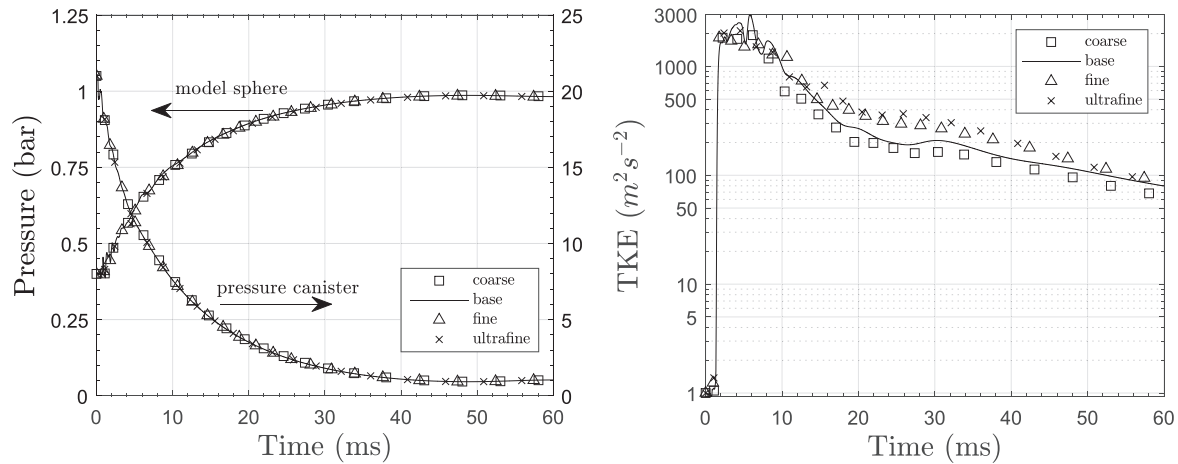 1.25
1
0.75
0.5
0.25
0
25
20
15
10
5
0
0 10 20 30 40 50 60
Pressure (bar)
Time (ms)
model sphere
pressure canister
coarse
base
fine
ultrafine
3000
1000
500
100
50
10
5
1
0 10 20 30 40 50 60
TKE (m²s⁻²)
Time (ms)
coarse
base
fine
ultrafine